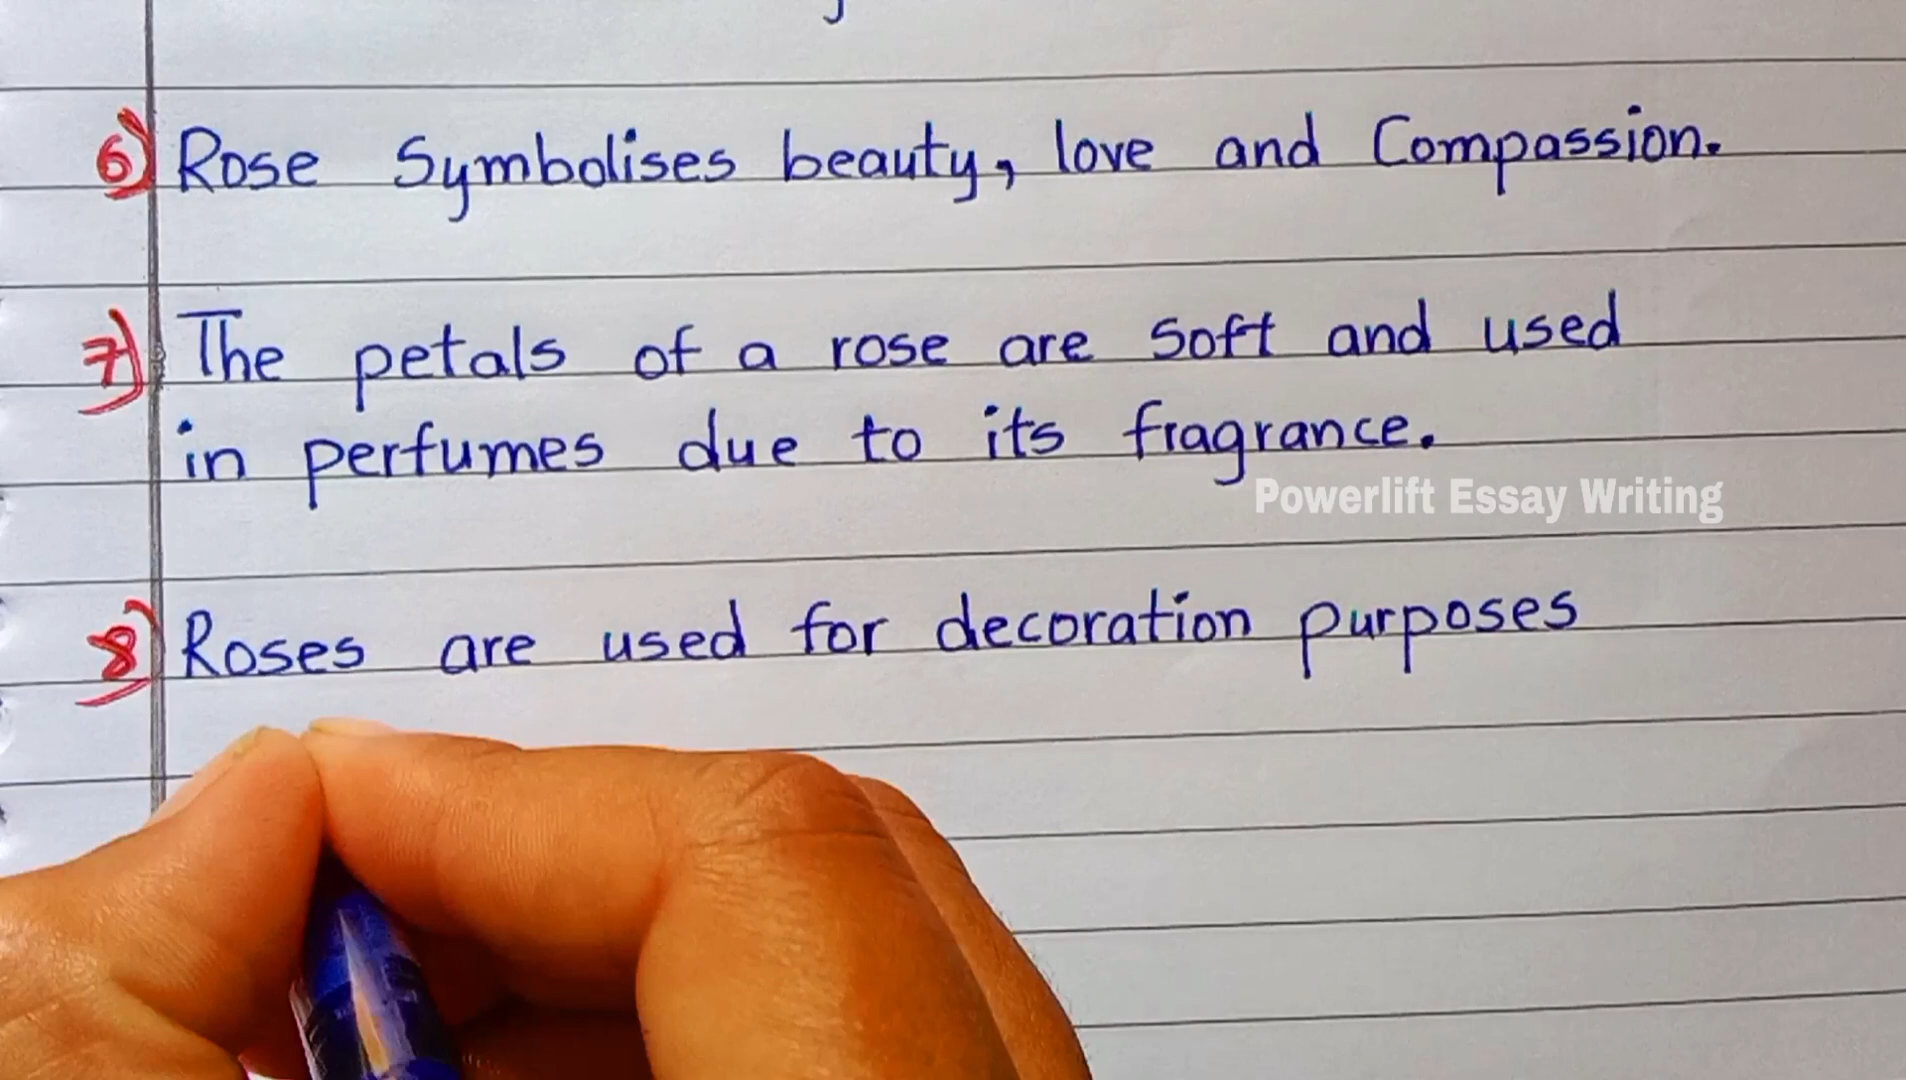 6) Rose Symbolises beauty, love and Compassion.
7) The petals of a rose are Soft and used
in perfumes due to its fragrance.
Powerlift Essay Writing
8) Roses are used for decoration purposes